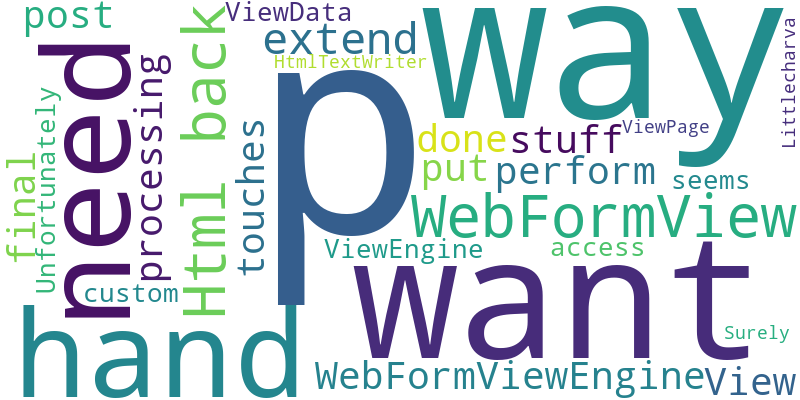 post
ViewData
way
extend
HtmlTextWriter
need
processing
Html back
Littlecharva
p
done
stuff
ViewPage
Unfortunately
final
touches
put
perform
seems
WebFormView
ViewEngine
access
want
custom
hand
Surely
WebFormViewEngine
View